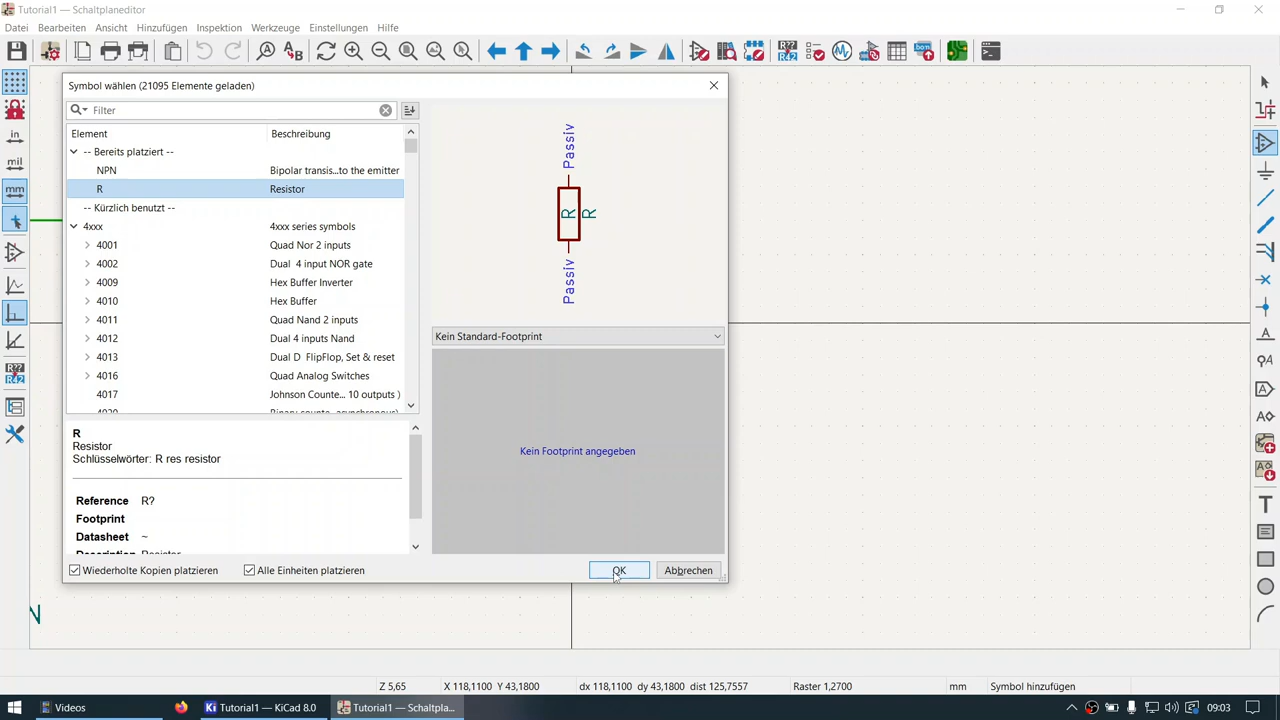 Tutorial1 — Schaltplaneditor
Datei Bearbeiten Ansicht Hinzufügen Inspektion Werkzeuge Einstellungen Hilfe
Symbol wählen (21095 Elemente geladen)
Filter
Element Beschreibung
-- Bereits platziert --
NPN Bipolar transis...to the emitter
R Resistor
-- Kürzlich benutzt --
4xxx 4xxx series symbols
4001 Quad Nor 2 inputs
4002 Dual 4 input NOR gate
4009 Hex Buffer Inverter
4010 Hex Buffer
4011 Quad Nand 2 inputs
4012 Dual 4 inputs Nand
4013 Dual D FlipFlop, Set & reset
4016 Quad Analog Switches
4017 Johnson Counte... 10 outputs )
Passiv
R R
Passiv
Kein Standard-Footprint
Kein Footprint angegeben
R
Resistor
Schlüsselwörter: R res resistor
Reference R?
Footprint
Datasheet ~
Description Resistor
Wiederholte Kopien platzieren Alle Einheiten platzieren OK Abbrechen
in
mil
mm
R??
R42
N
Z 5,65 X 118,1100 Y 43,1800 dx 118,1100 dy 43,1800 dist 125,7557 Raster 1,2700 mm Symbol hinzufügen
Videos Tutorial1 — KiCad 8.0 Tutorial1 — Schaltpla... 09:03